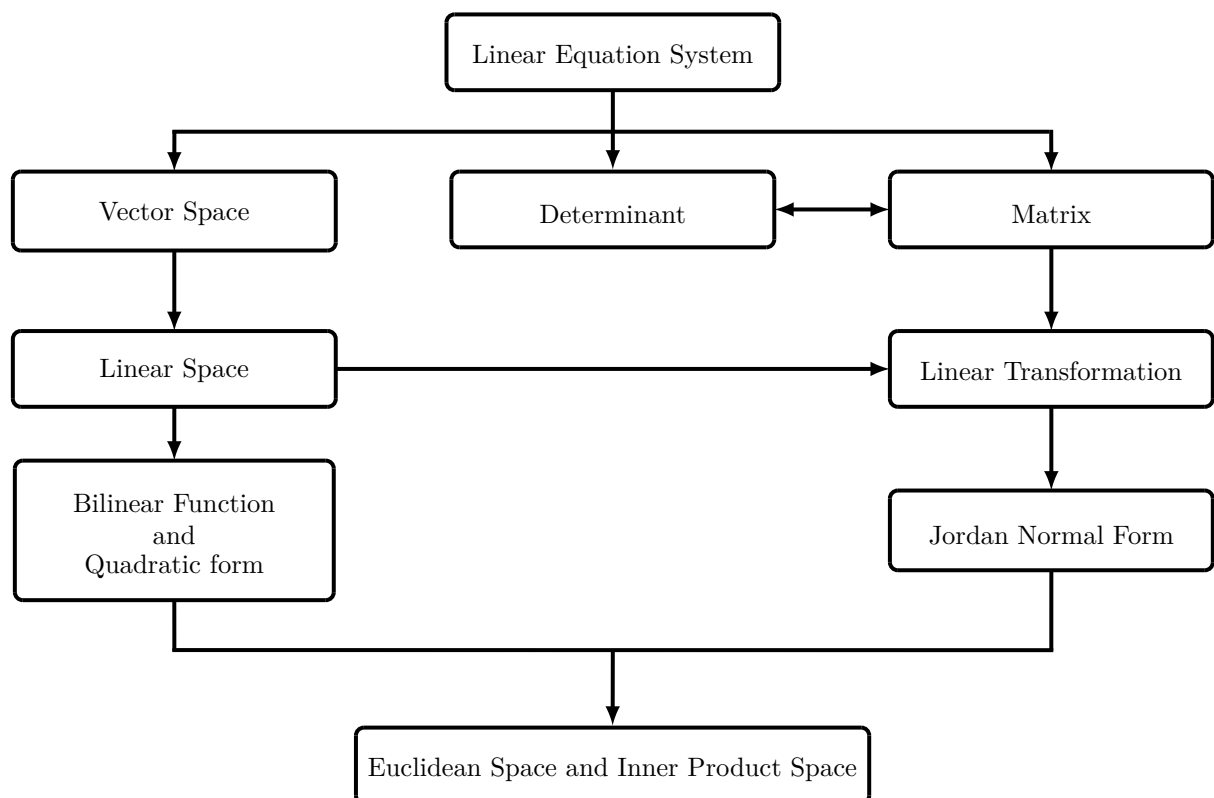 Linear Equation System
Vector Space
Determinant
Matrix
Linear Space
Linear Transformation
Bilinear Function
and
Quadratic form
Jordan Normal Form
Euclidean Space and Inner Product Space